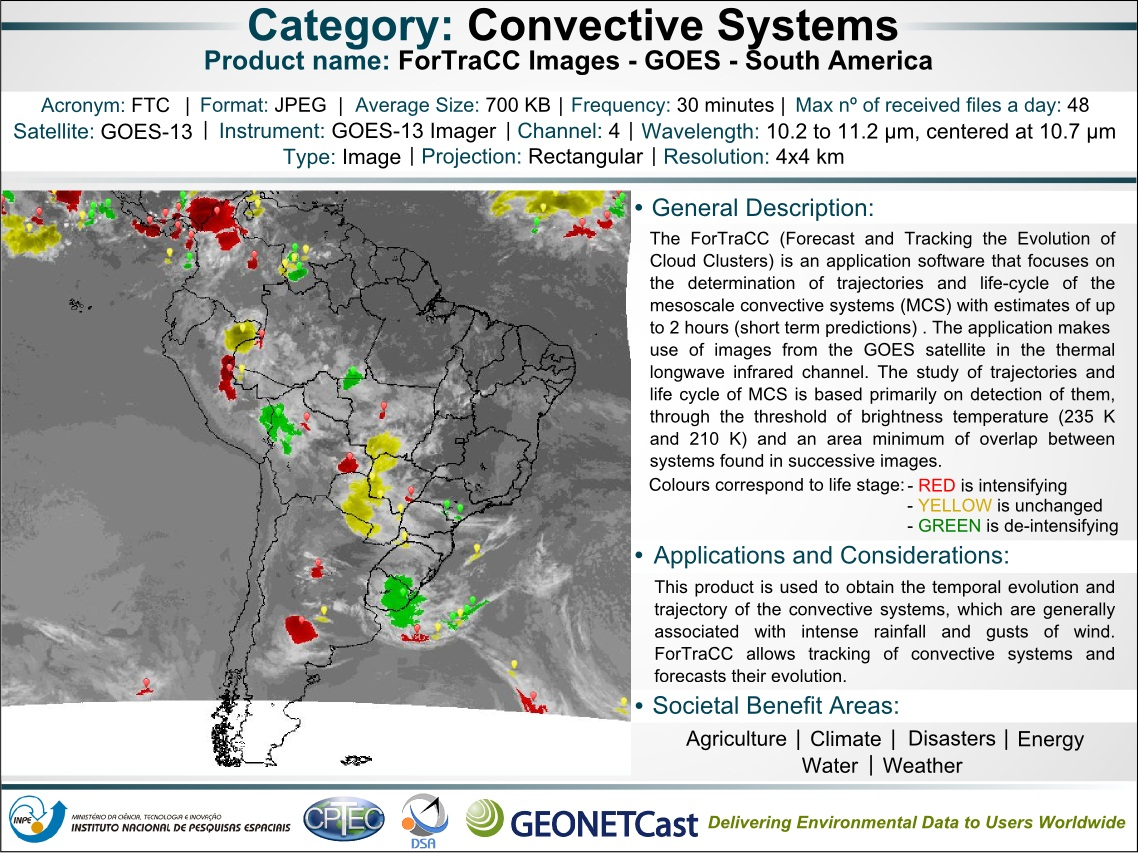 Category: Convective Systems
Product name: ForTraCC Images - GOES - South America
Acronym: FTC | Format: JPEG | Average Size: 700 KB | Frequency: 30 minutes | Max nº of received files a day: 48
Satellite: GOES-13 | Instrument: GOES-13 Imager | Channel: 4 | Wavelength: 10.2 to 11.2 µm, centered at 10.7 µm
Type: Image | Projection: Rectangular | Resolution: 4x4 km
• General Description:
The ForTraCC (Forecast and Tracking the Evolution of
Cloud Clusters) is an application software that focuses on
the determination of trajectories and life-cycle of the
mesoscale convective systems (MCS) with estimates of up
to 2 hours (short term predictions) . The application makes
use of images from the GOES satellite in the thermal
longwave infrared channel. The study of trajectories and
life cycle of MCS is based primarily on detection of them,
through the threshold of brightness temperature (235 K
and 210 K) and an area minimum of overlap between
systems found in successive images.
Colours correspond to life stage: - RED is intensifying
- YELLOW is unchanged
- GREEN is de-intensifying
• Applications and Considerations:
This product is used to obtain the temporal evolution and
trajectory of the convective systems, which are generally
associated with intense rainfall and gusts of wind.
ForTraCC allows tracking of convective systems and
forecasts their evolution.
• Societal Benefit Areas:
Agriculture | Climate | Disasters | Energy
Water | Weather
INPE
MINISTÉRIO DA CIÊNCIA, TECNOLOGIA E INOVAÇÃO
INSTITUTO NACIONAL DE PESQUISAS ESPACIAIS
CPTEC
DSA
GEONETCast
Delivering Environmental Data to Users Worldwide